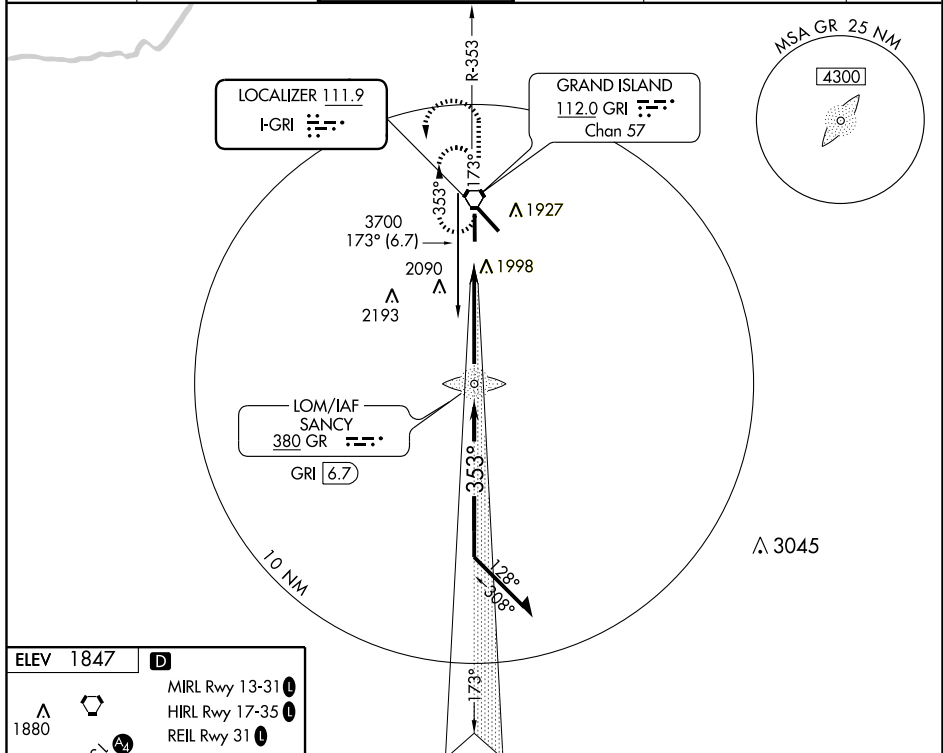 R-353
MSA GR 25 NM
4300
LOCALIZER 111.9
I-GRI
GRAND ISLAND
112.0 GRI
Chan 57
173°
353°
1927
3700
173° (6.7)
2090
1998
2193
LOM/IAF
SANCY
380 GR
GRI 6.7
353°
3045
10 NM
128°
308°
173°
ELEV 1847
D
MIRL Rwy 13-31 L
HIRL Rwy 17-35 L
REIL Rwy 31 L
1880
A4